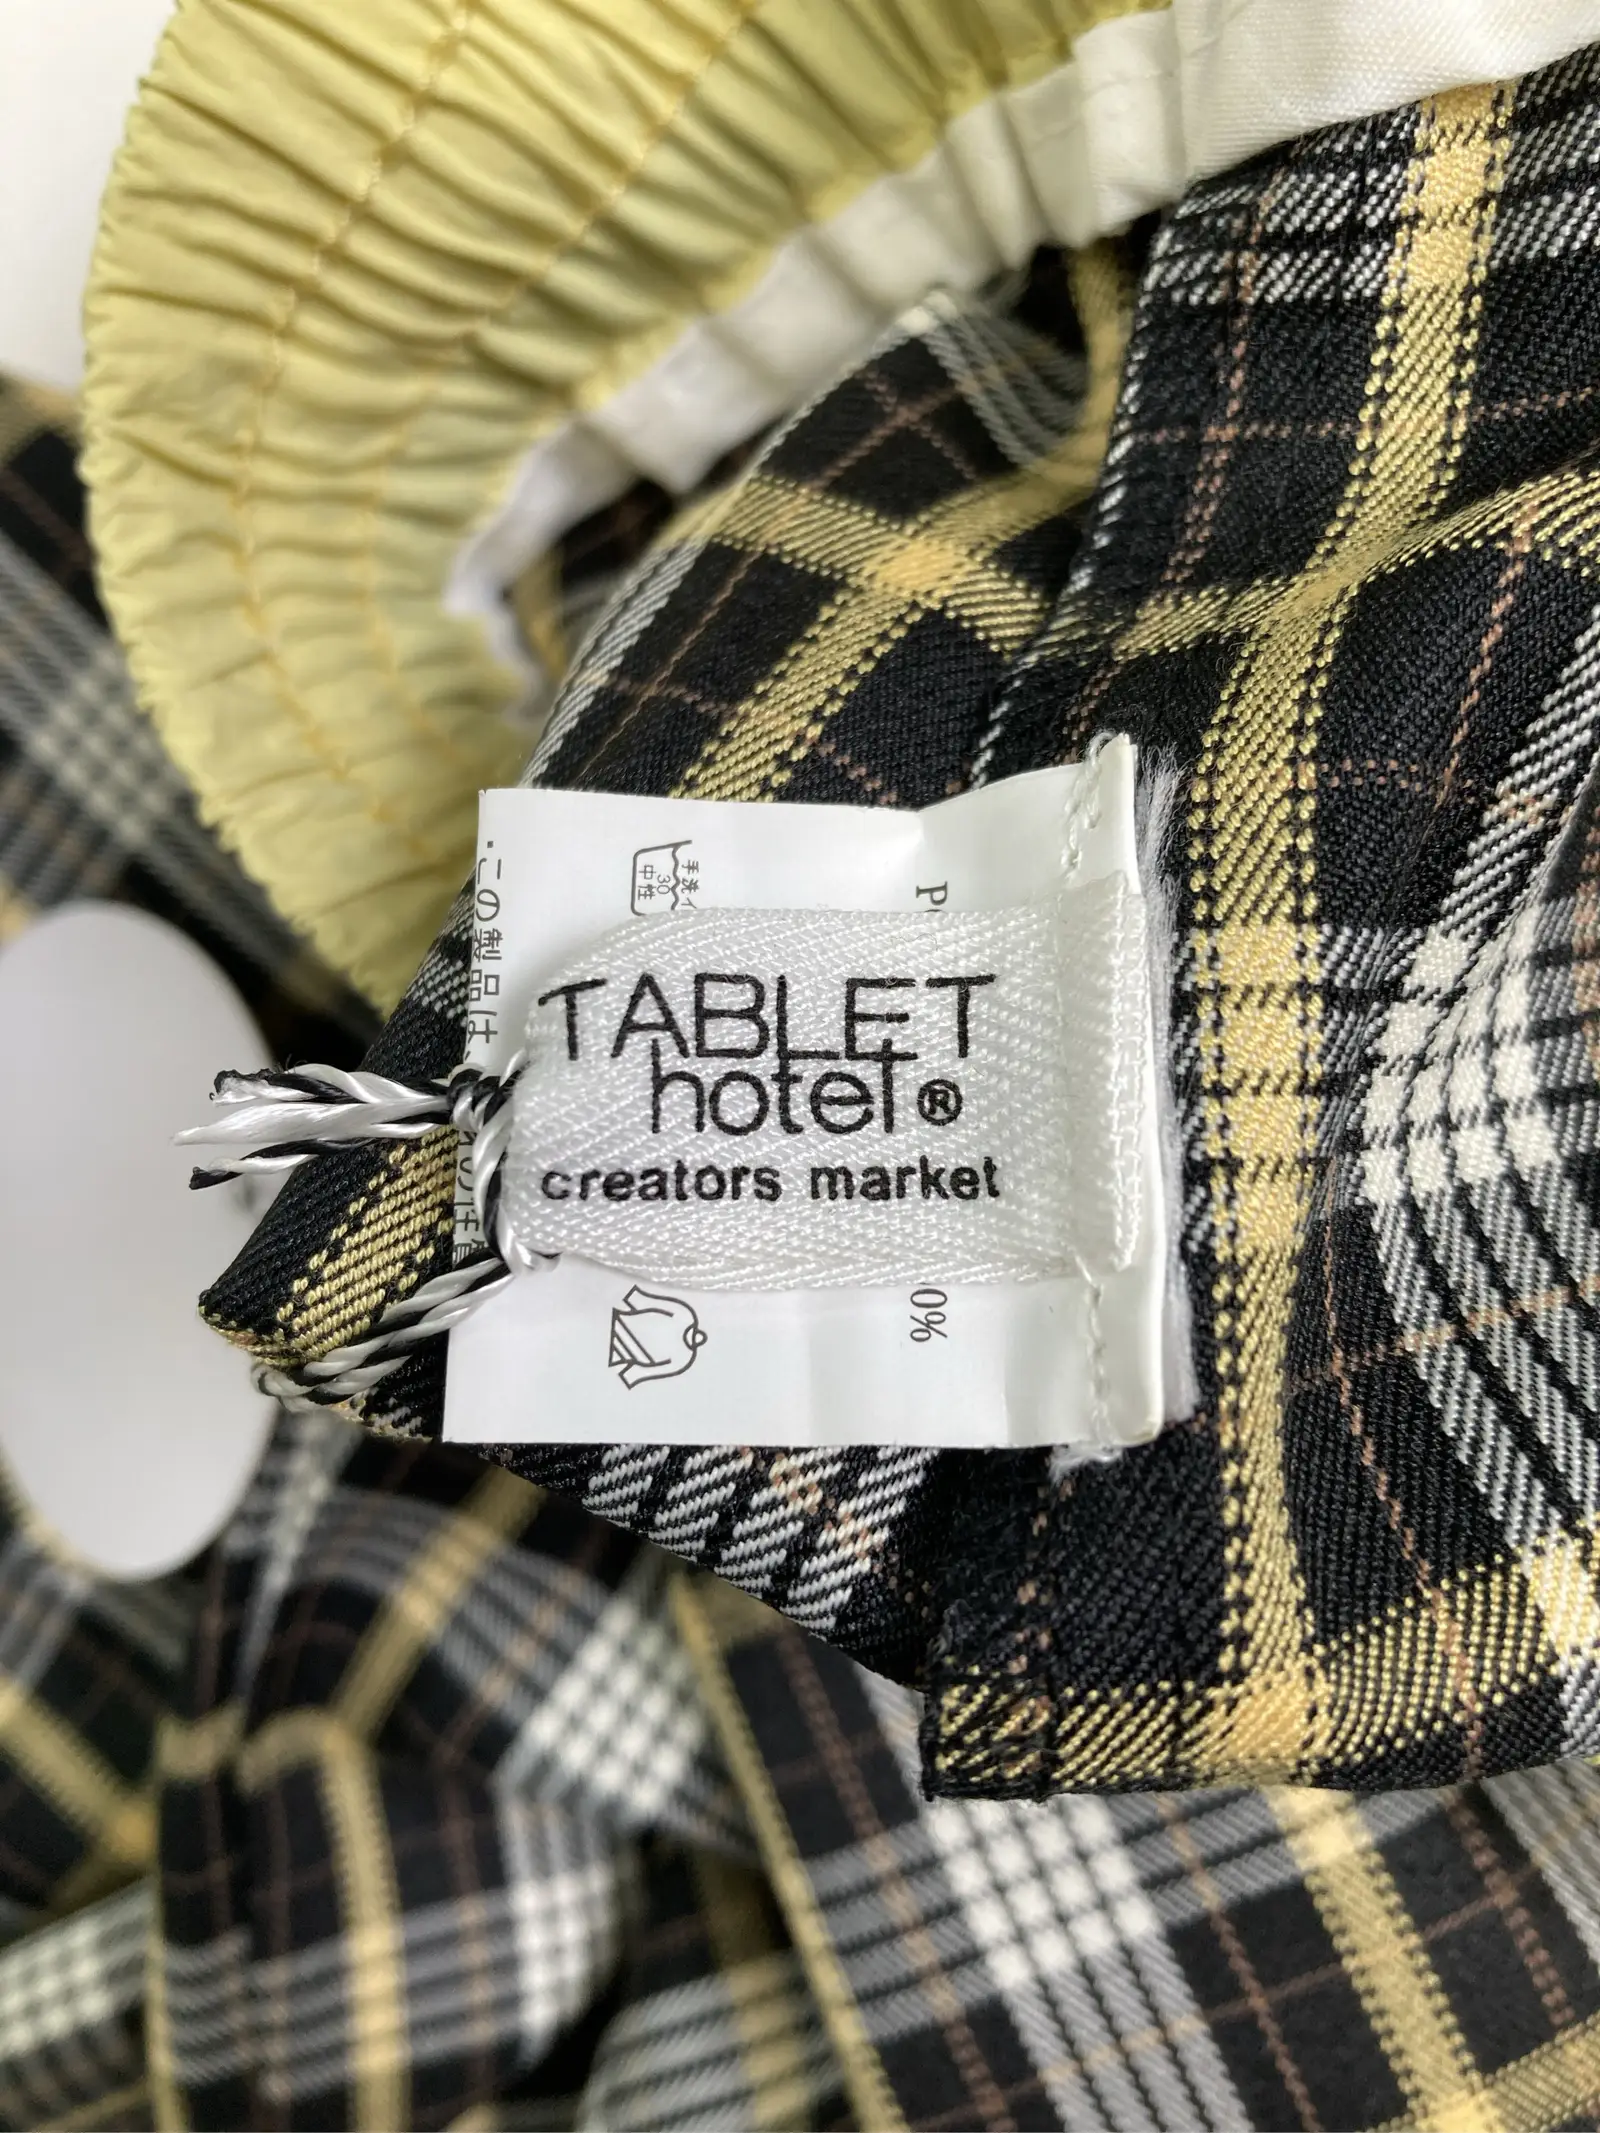 TABLET
hotel®
creators market
手洗イ
30
中性
・この製品は、
0%